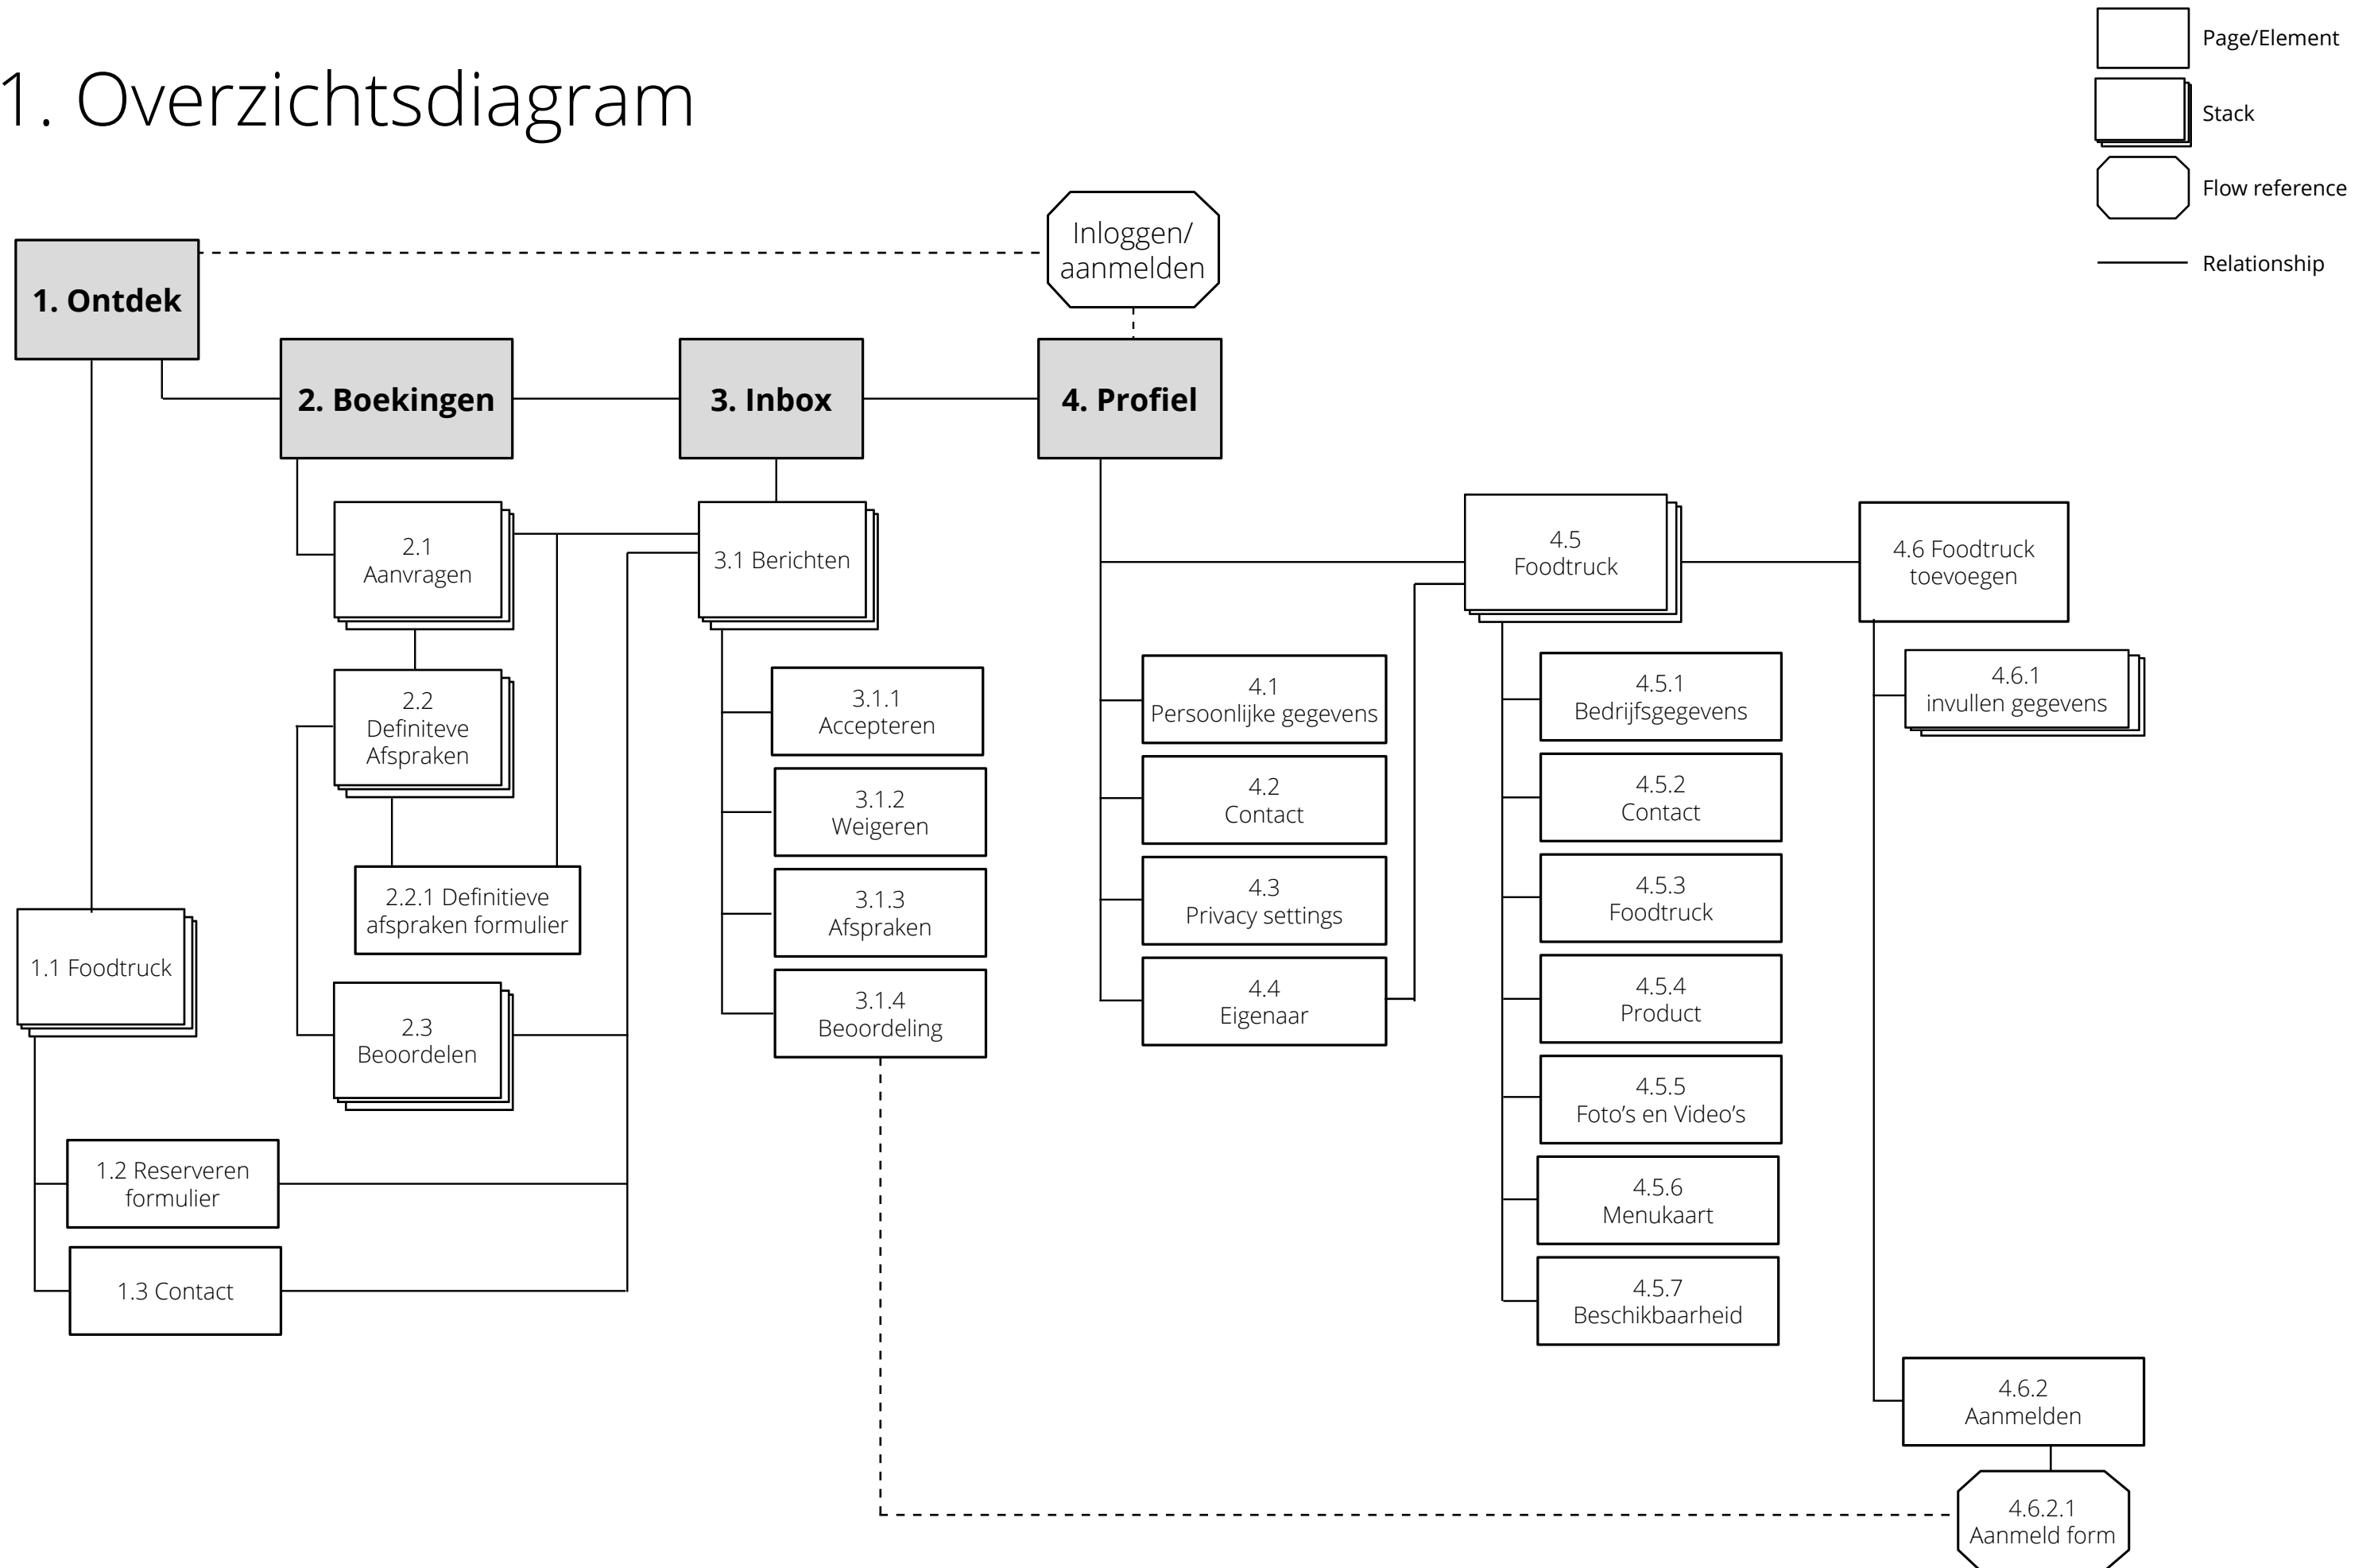 1. Overzichtsdiagram
Page/Element
Stack
Flow reference
Relationship
Inloggen/
aanmelden
1. Ontdek
2. Boekingen
3. Inbox
4. Profiel
2.1
Aanvragen
2.2
Definiteve
Afspraken
2.2.1 Definitieve
afspraken formulier
2.3
Beoordelen
1.1 Foodtruck
1.2 Reserveren
formulier
1.3 Contact
3.1 Berichten
3.1.1
Accepteren
3.1.2
Weigeren
3.1.3
Afspraken
3.1.4
Beoordeling
4.1
Persoonlijke gegevens
4.2
Contact
4.3
Privacy settings
4.4
Eigenaar
4.5
Foodtruck
4.5.1
Bedrijfsgegevens
4.5.2
Contact
4.5.3
Foodtruck
4.5.4
Product
4.5.5
Foto’s en Video’s
4.5.6
Menukaart
4.5.7
Beschikbaarheid
4.6 Foodtruck
toevoegen
4.6.1
invullen gegevens
4.6.2
Aanmelden
4.6.2.1
Aanmeld form